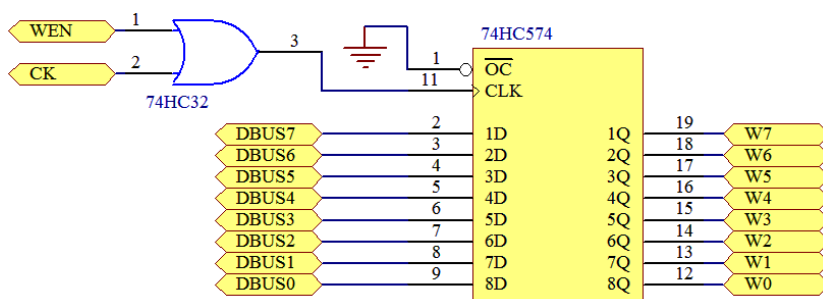 74HC574
WEN 1
3
CK 2
74HC32
1 OC
11 CLK
DBUS7 2 1D 1Q 19 W7
DBUS6 3 2D 2Q 18 W6
DBUS5 4 3D 3Q 17 W5
DBUS4 5 4D 4Q 16 W4
DBUS3 6 5D 5Q 15 W3
DBUS2 7 6D 6Q 14 W2
DBUS1 8 7D 7Q 13 W1
DBUS0 9 8D 8Q 12 W0